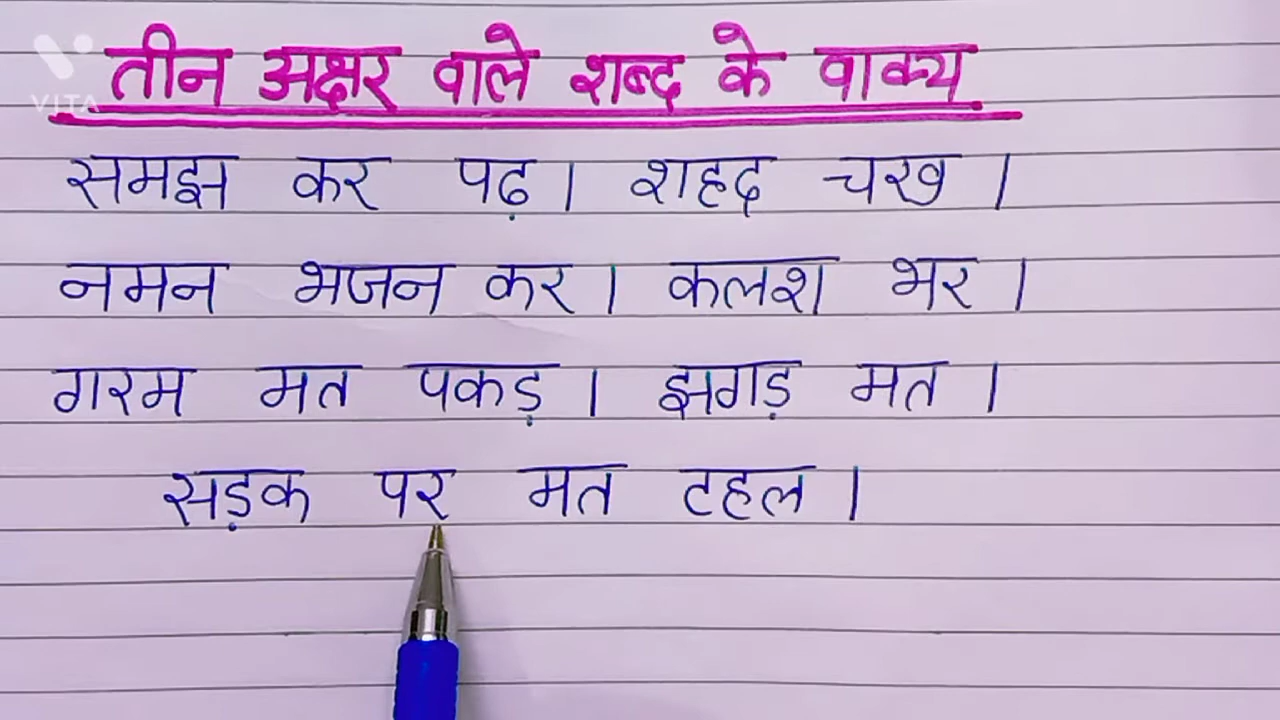 VITA
तीन अक्षर वाले शब्द के वाक्य
समझ कर पढ़। शहद चख।
नमन भजन कर। कलश भर।
गरम मत पकड़। झगड़ मत।
सड़क पर मत टहल।